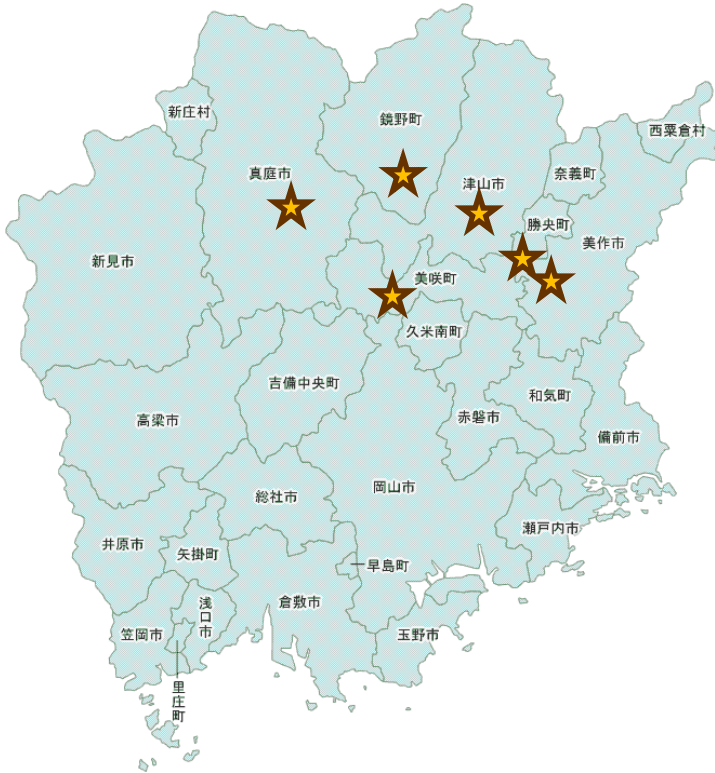 鏡野町
新庄村
西粟倉村
真庭市
津山市
奈義町
勝央町
美作市
新見市
美咲町
久米南町
吉備中央町
和気町
高梁市
赤磐市
備前市
岡山市
総社市
瀬戸内市
井原市
矢掛町
早島町
倉敷市
浅口市
笠岡市
玉野市
里庄町